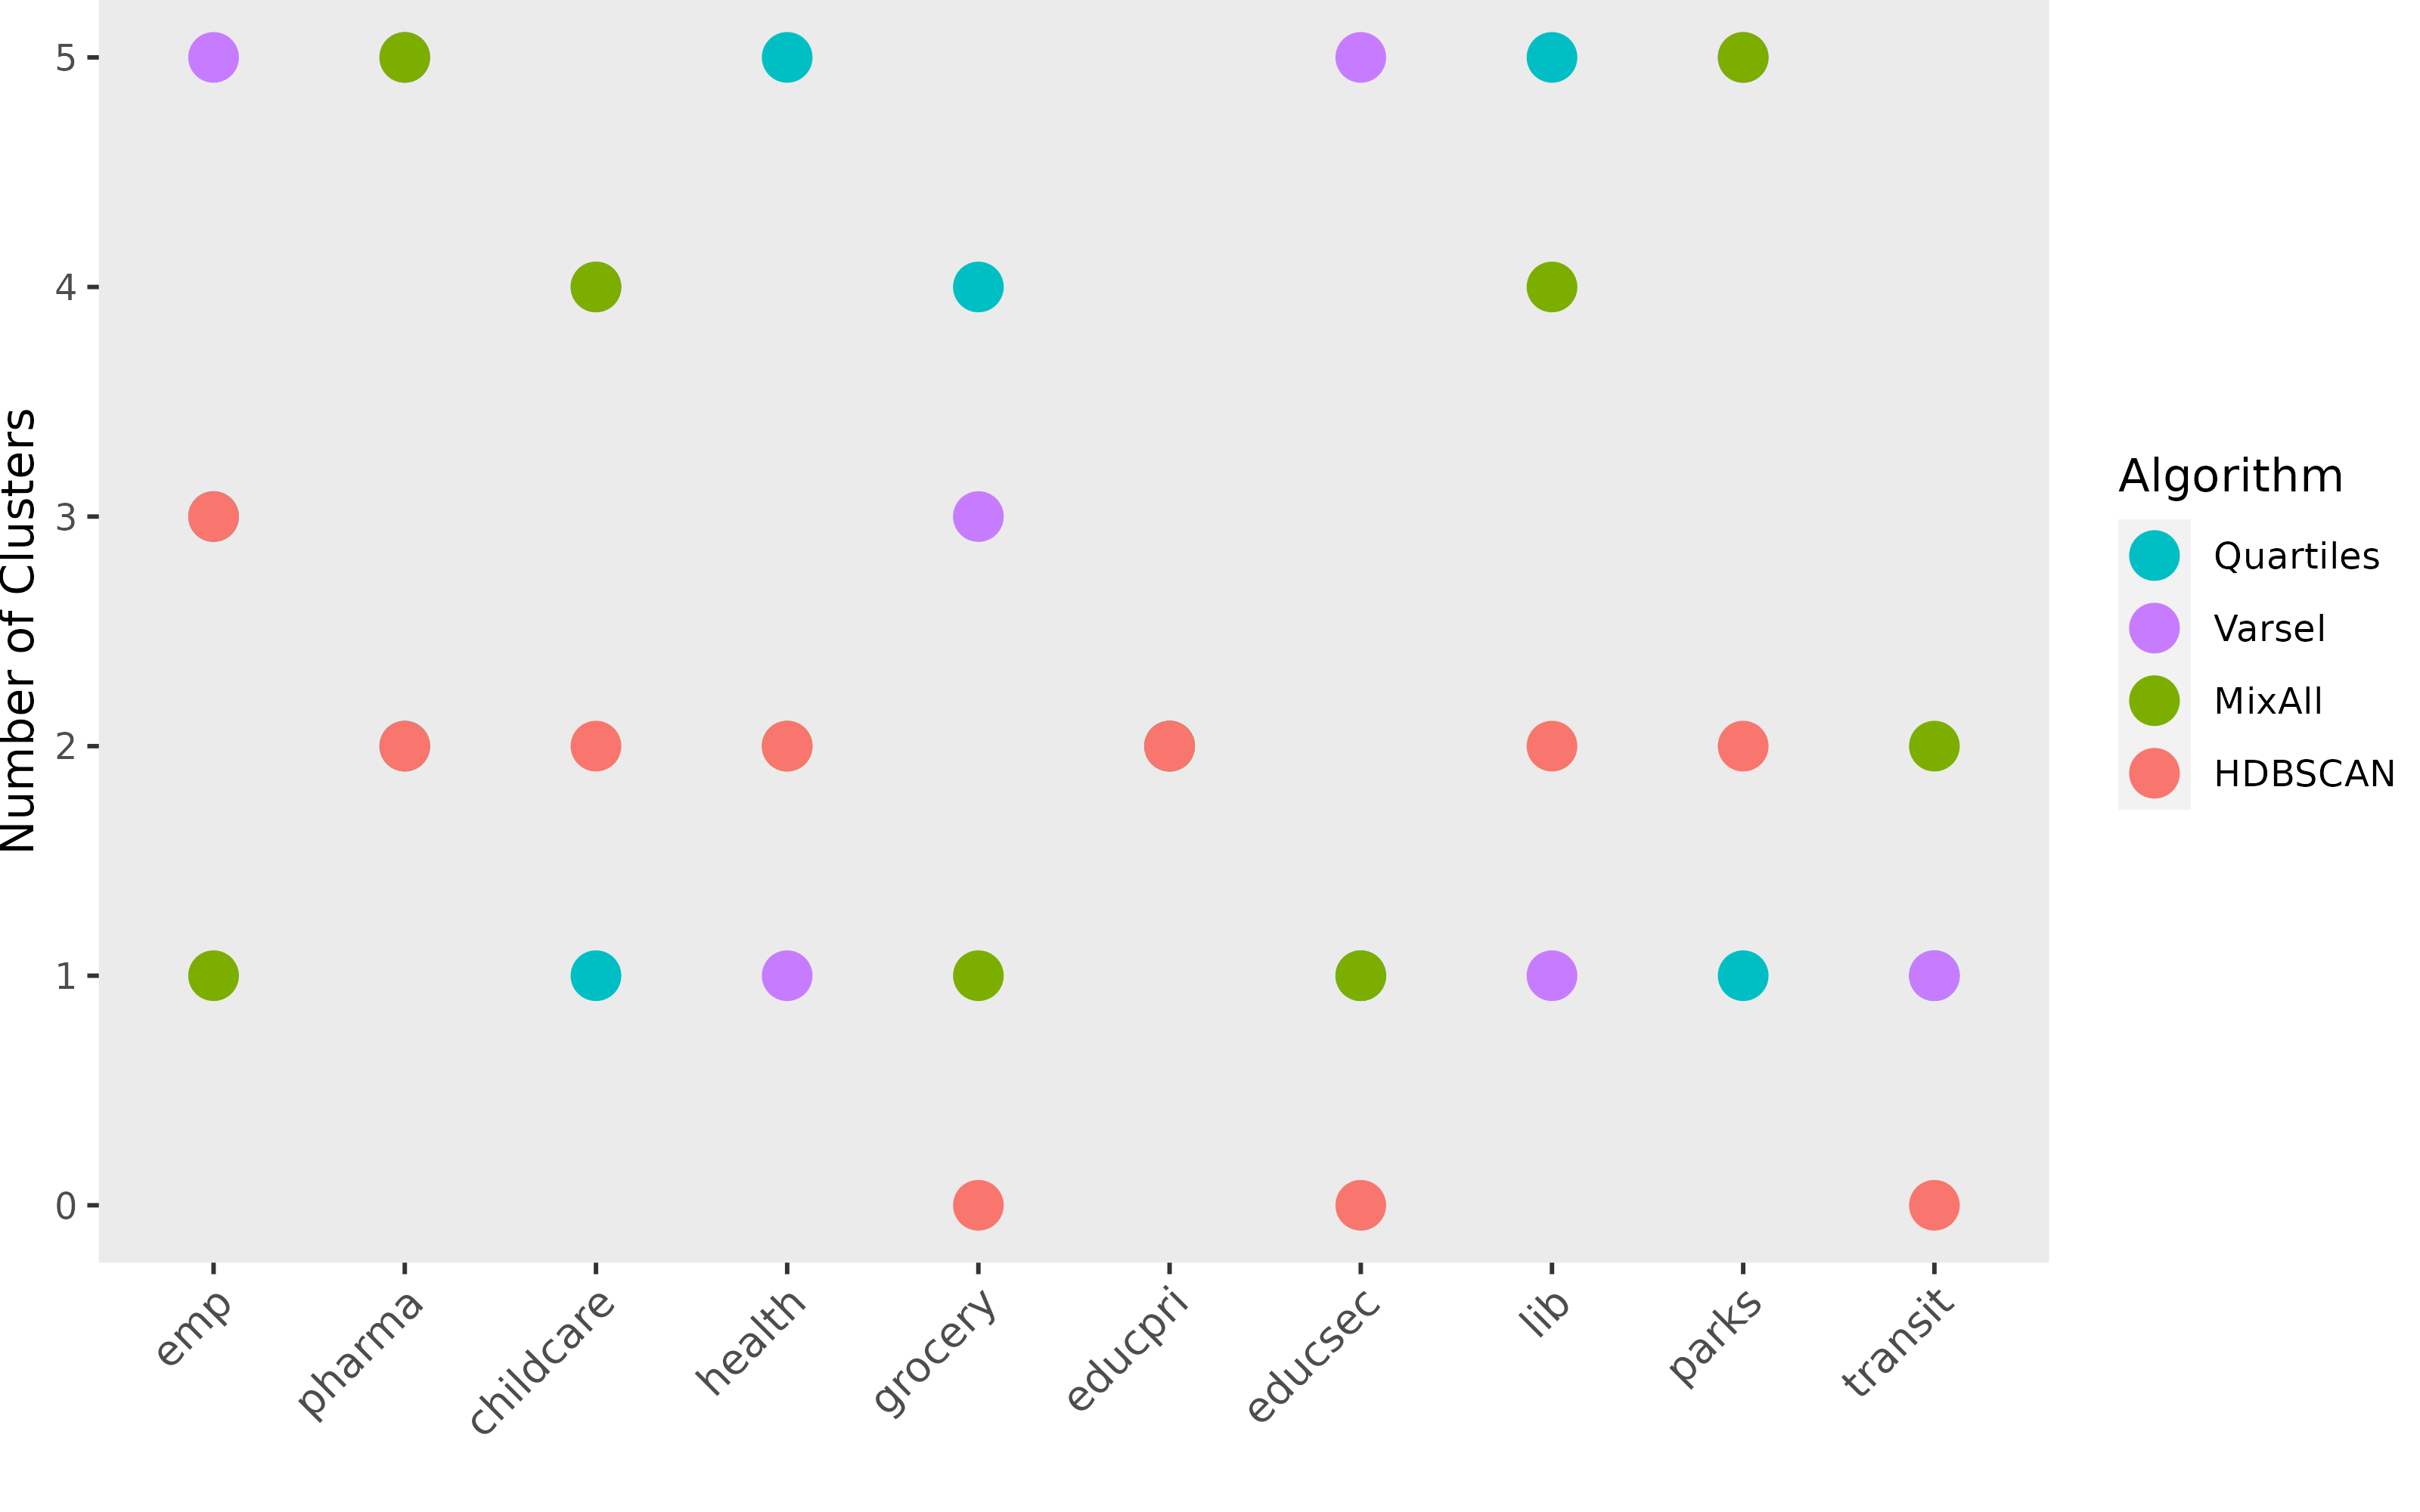 Number of Clusters
5
4
3
2
1
0
emp
pharma
childcare
health
grocery
educpri
educsec
lib
parks
transit
Algorithm
Quartiles
Varsel
MixAll
HDBSCAN